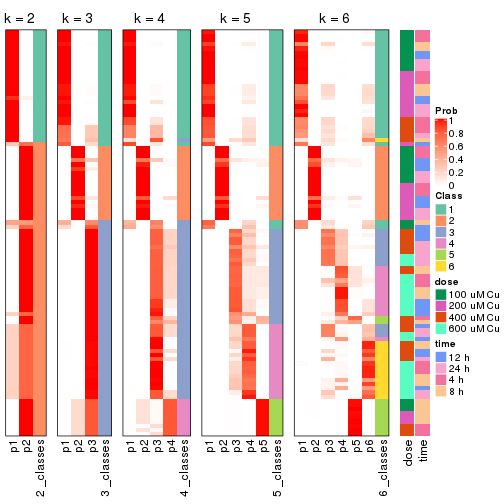 k = 2
k = 3
k = 4
k = 5
k = 6
p1
p2
2_classes
p1
p2
p3
3_classes
p1
p2
p3
p4
4_classes
p1
p2
p3
p4
p5
5_classes
p1
p2
p3
p4
p5
p6
6_classes
dose
time
Prob
1
0.8
0.6
0.4
0.2
0
Class
1
2
3
4
5
6
dose
100 uM Cu
200 uM Cu
400 uM Cu
600 uM Cu
time
12 h
24 h
4 h
8 h